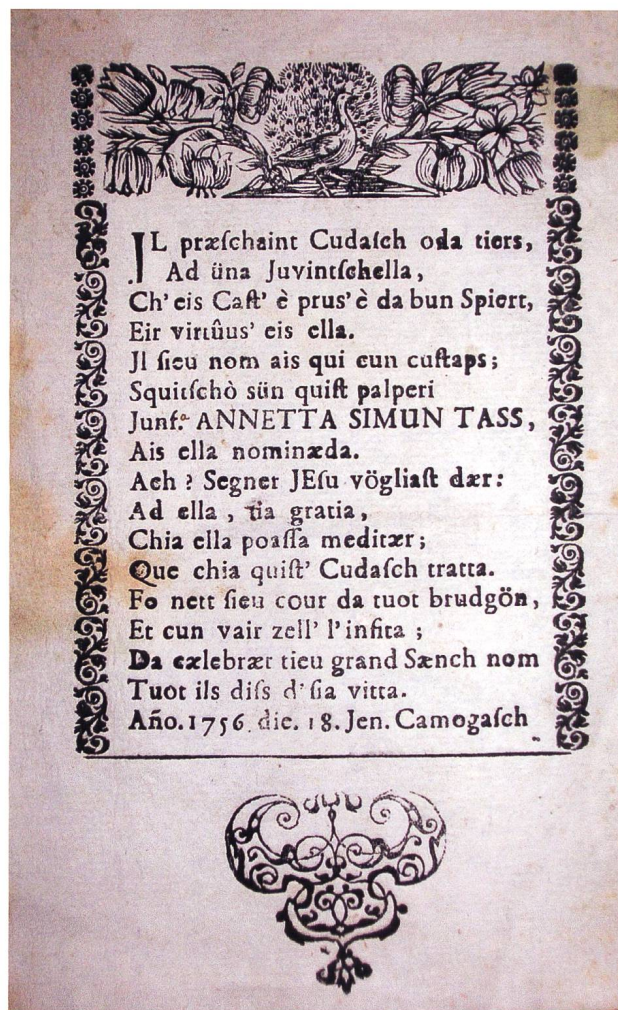 IL præſchaint Cudaſch oda tiers,
Ad üna Juvintſchella,
Ch' eis Caſt' è prus' è da bun Spiert,
Eir virtûus' eis ella.
Jl ſieu nom ais qui cun cuſtaps;
Squitſchò sün quiſt palperi
Junf.ª ANNETTA SIMUN TASS,
Ais ella nominæda.
Ach ? Segner JEſu vögliaſt dær:
Ad ella , tia gratia,
Chia ella poaſſa meditær;
Que chia quiſt' Cudaſch tratta.
Fo nett ſieu cour da tuot brudgön,
Et cun vair zell' l'inſita ;
Da cælebrær tieu grand Sænch nom
Tuot ils diſs d' ſia vitta.
Año. 1756. die. 18. Jen. Camogaſch